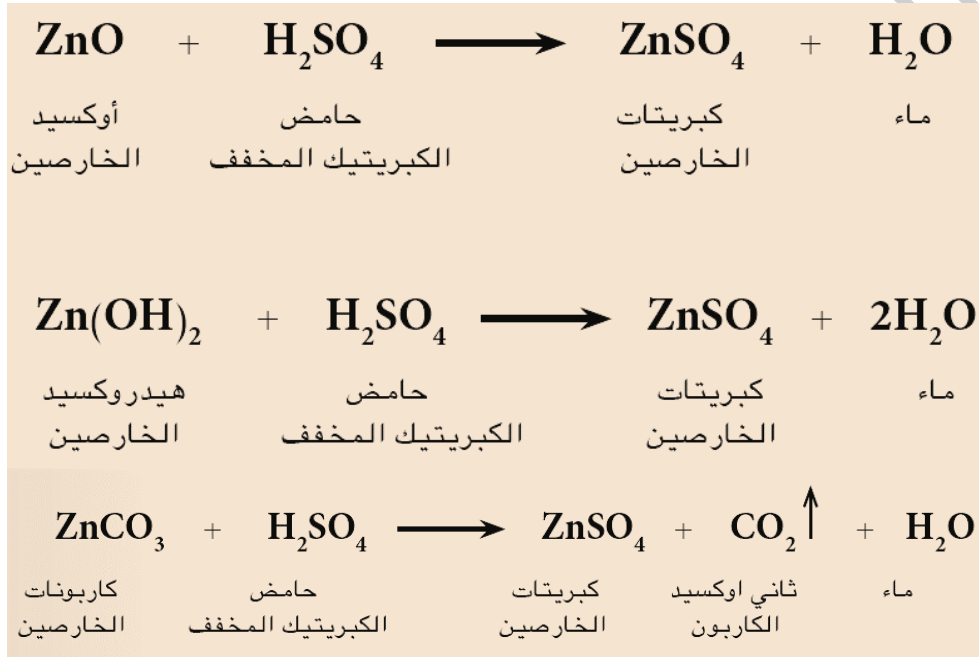 ZnO + H₂SO₄ ⟶ ZnSO₄ + H₂O
أوكسيد حامض كبريتات ماء
الخارصين الكبريتيك المخفف الخارصين
Zn(OH)₂ + H₂SO₄ ⟶ ZnSO₄ + 2H₂O
هيدروكسيد حامض كبريتات ماء
الخارصين الكبريتيك المخفف الخارصين
ZnCO₃ + H₂SO₄ ⟶ ZnSO₄ + CO₂↑ + H₂O
كاربونات حامض كبريتات ثاني اوكسيد ماء
الخارصين الكبريتيك المخفف الخارصين الكاربون